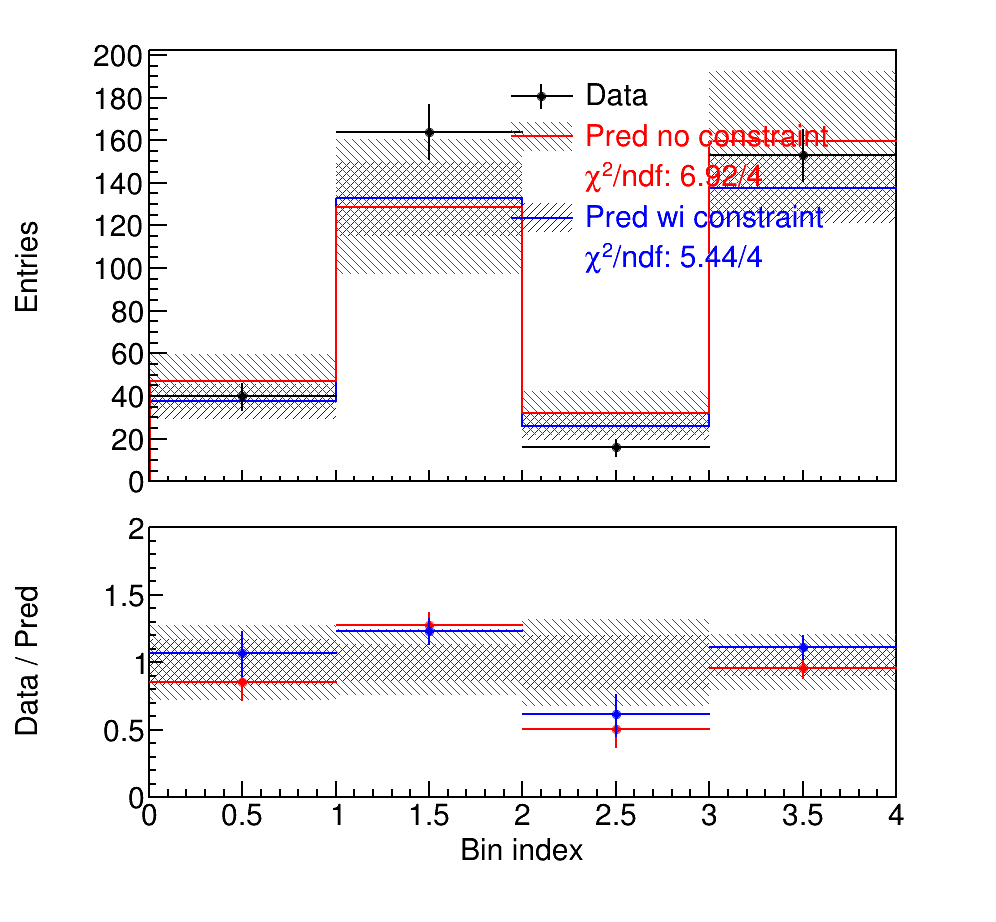 200
180
160
140
120
100
80
60
40
20
0
Entries
Data
Pred no constraint
χ²/ndf: 6.92/4
Pred wi constraint
χ²/ndf: 5.44/4
2
1.5
1
0.5
0
Data / Pred
0 0.5 1 1.5 2 2.5 3 3.5 4
Bin index